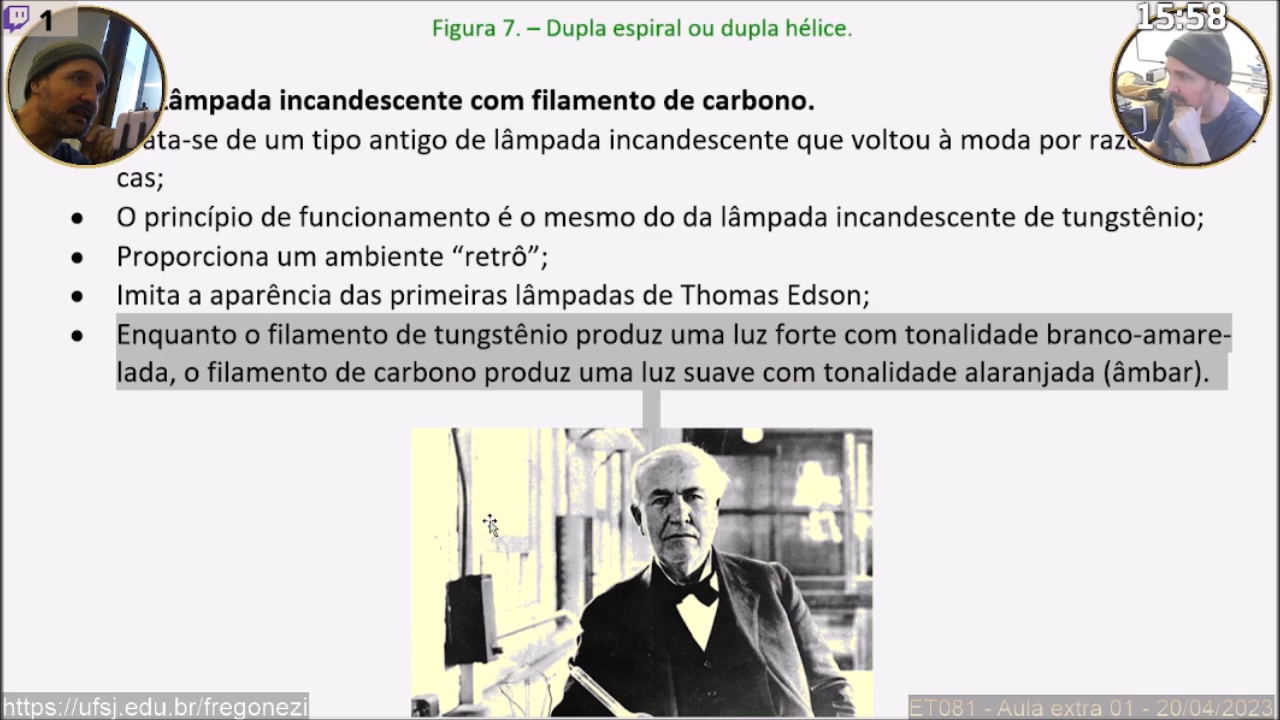 1
15:58
Figura 7. – Dupla espiral ou dupla hélice.
âmpada incandescente com filamento de carbono.
ata-se de um tipo antigo de lâmpada incandescente que voltou à moda por
cas;
• O princípio de funcionamento é o mesmo do da lâmpada incandescente de tungstênio;
• Proporciona um ambiente “retrô”;
• Imita a aparência das primeiras lâmpadas de Thomas Edson;
• Enquanto o filamento de tungstênio produz uma luz forte com tonalidade branco-amare-
lada, o filamento de carbono produz uma luz suave com tonalidade alaranjada (âmbar).
https://ufsj.edu.br/fregonezi
ET081 - Aula extra 01 - 20/04/2023